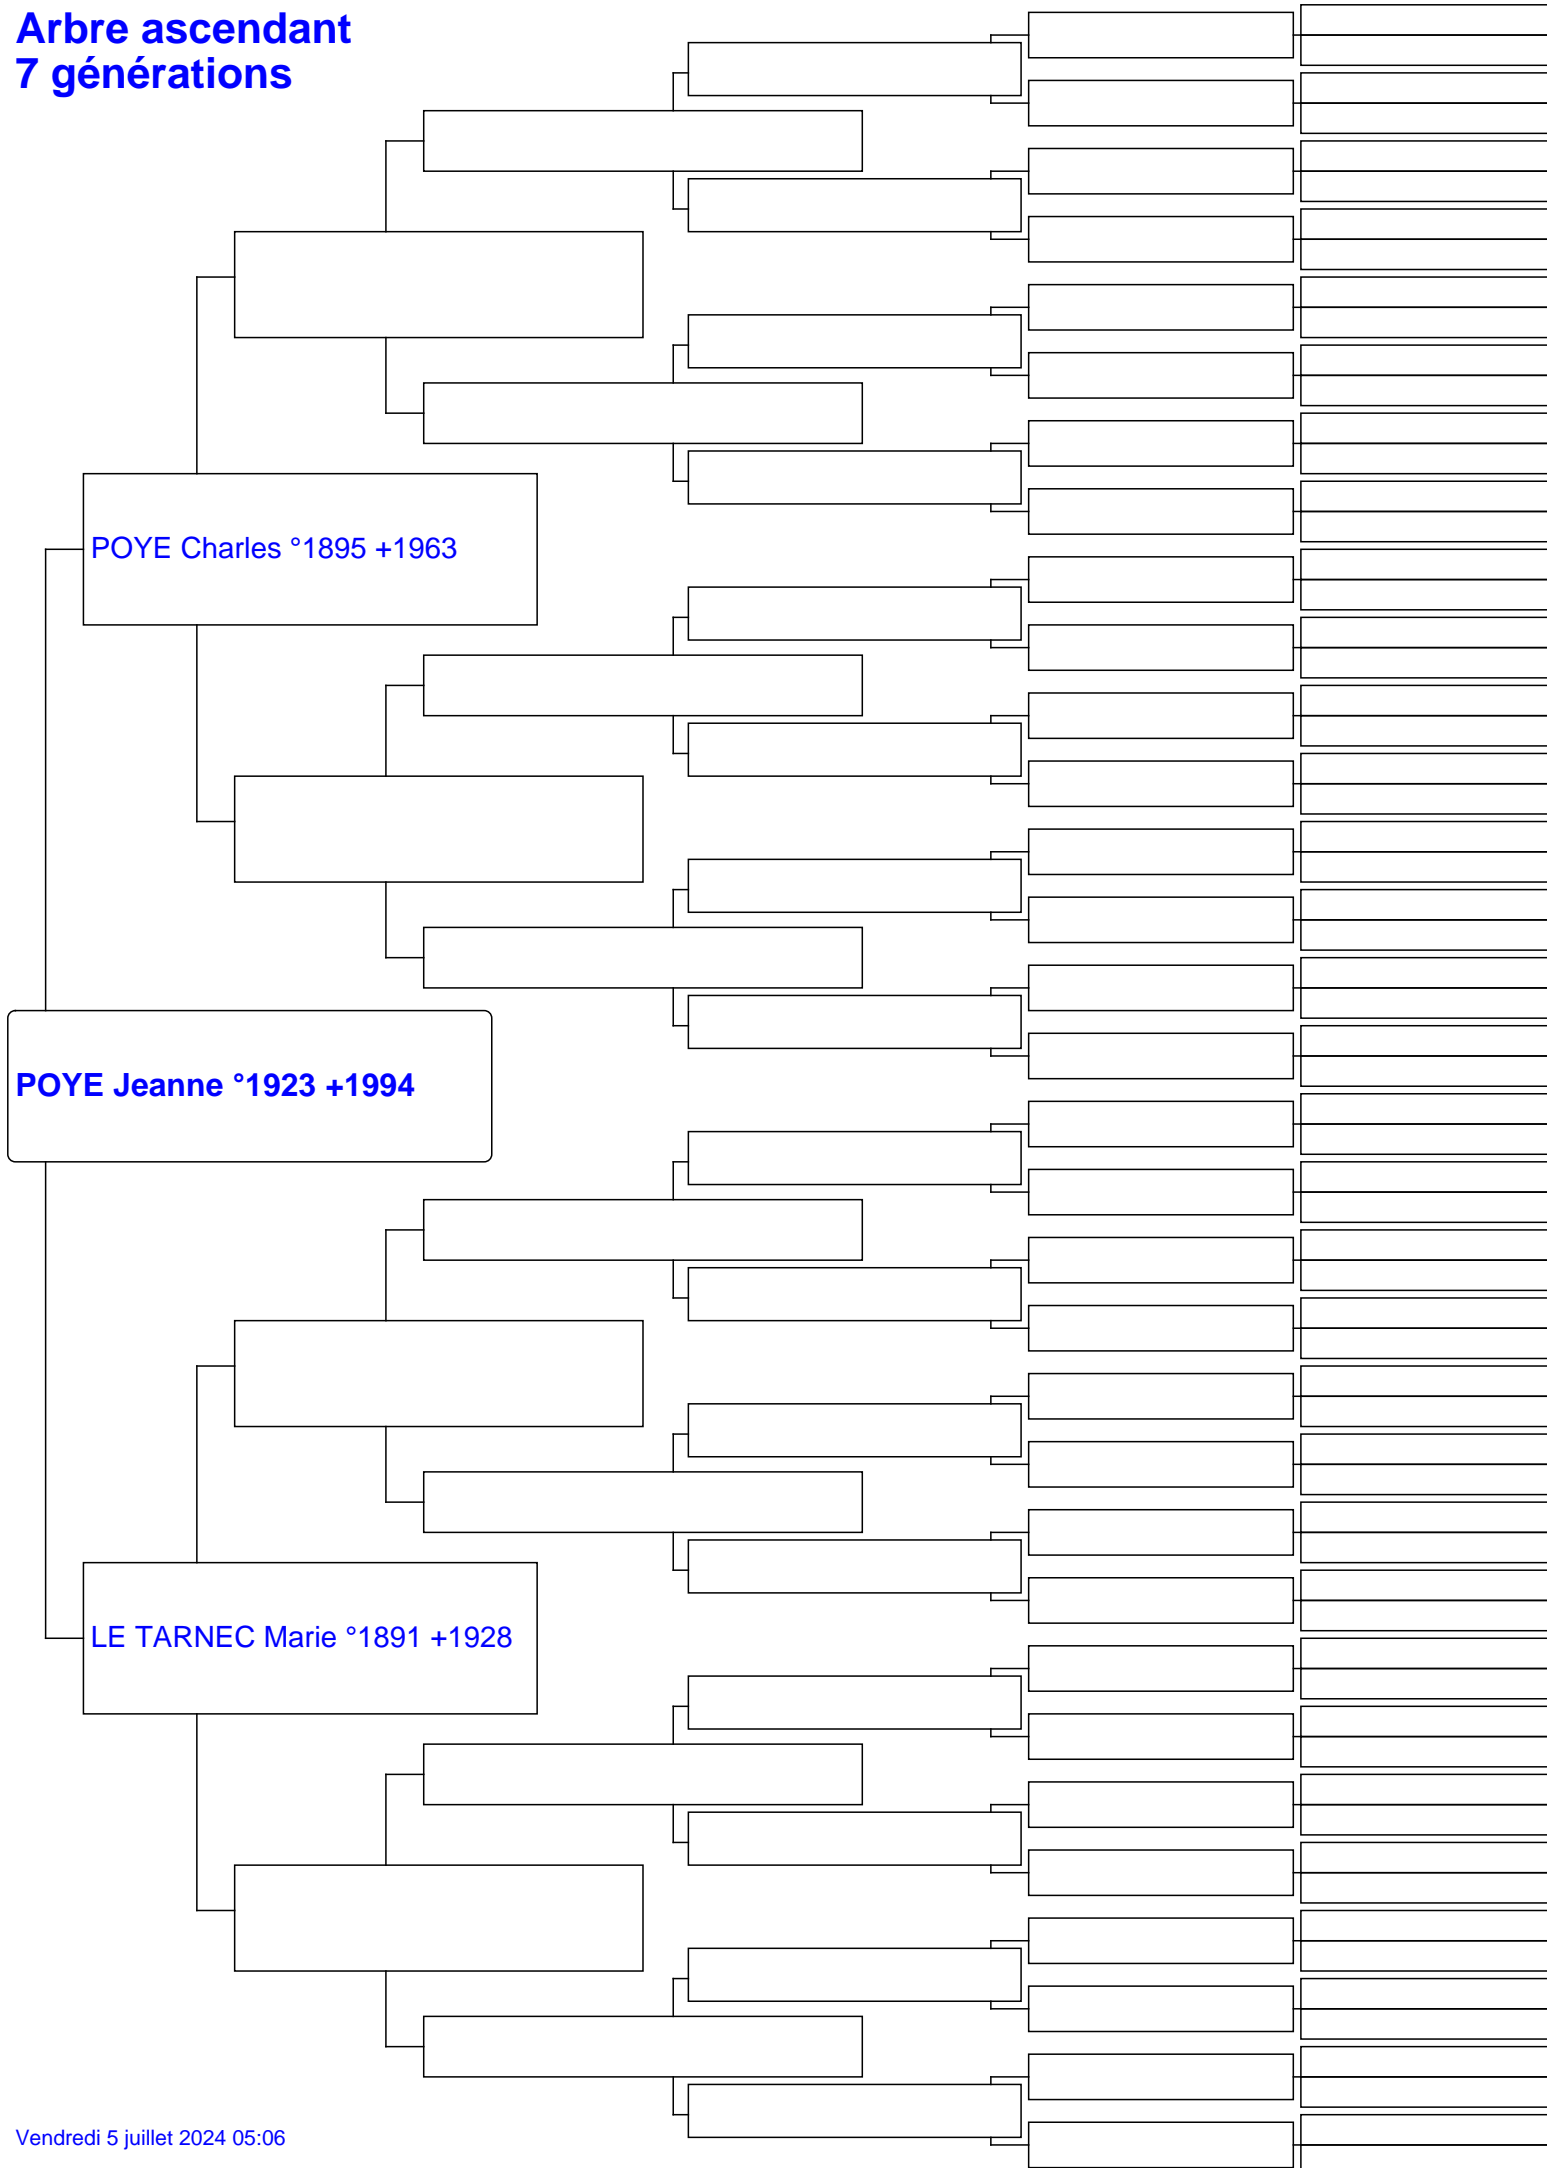 Arbre ascendant
7 générations
POYE Charles °1895 +1963
POYE Jeanne °1923 +1994
LE TARNEC Marie °1891 +1928
Vendredi 5 juillet 2024 05:06